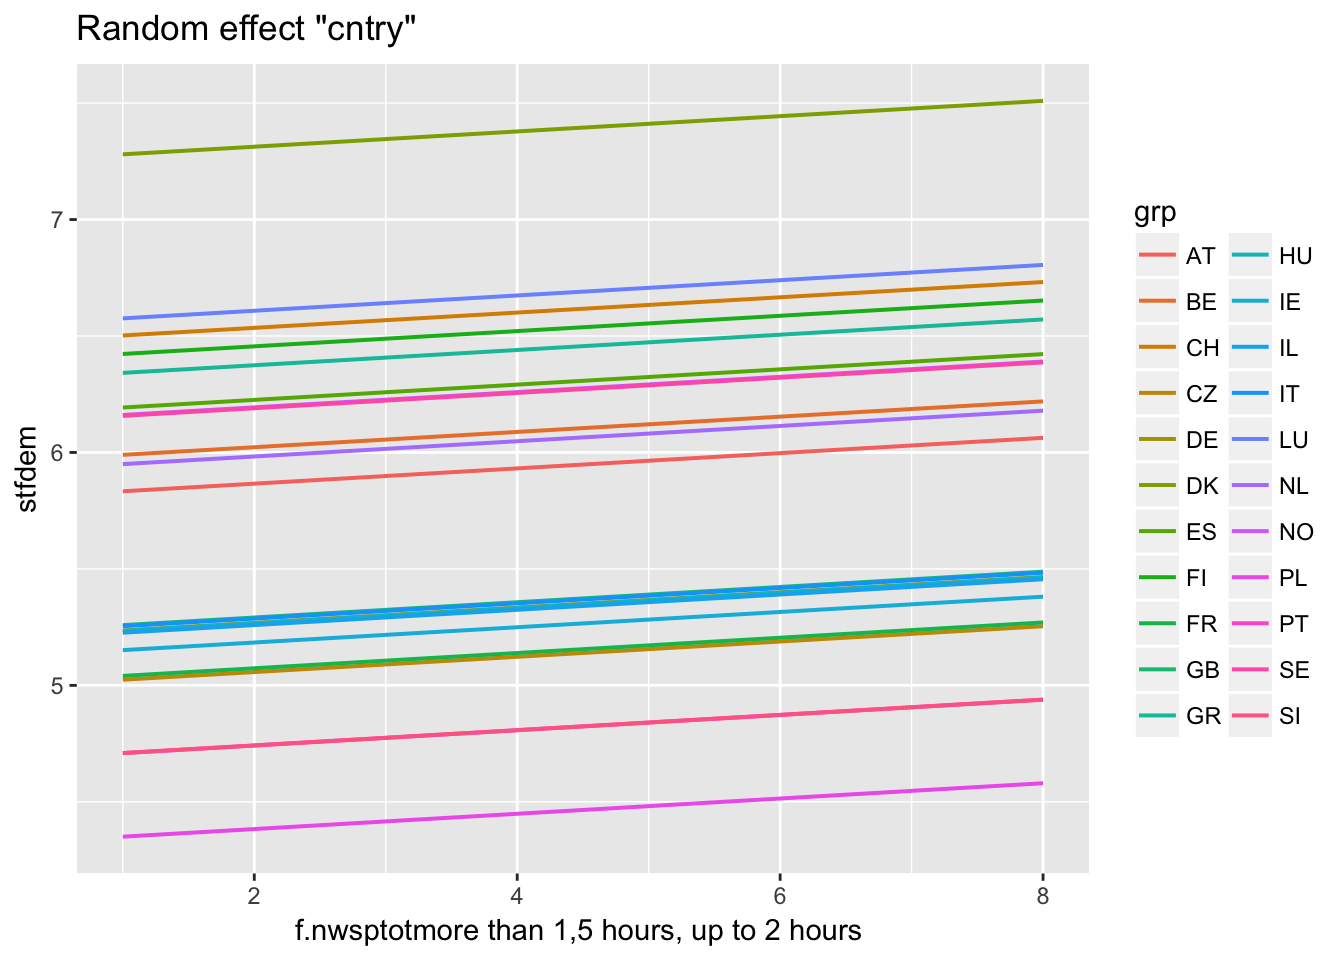 Random effect "cntry"
stfdem
7
6
5
2 4 6 8
f.nwsptotmore than 1,5 hours, up to 2 hours
grp
AT HU
BE IE
CH IL
CZ IT
DE LU
DK NL
ES NO
FI PL
FR PT
GB SE
GR SI